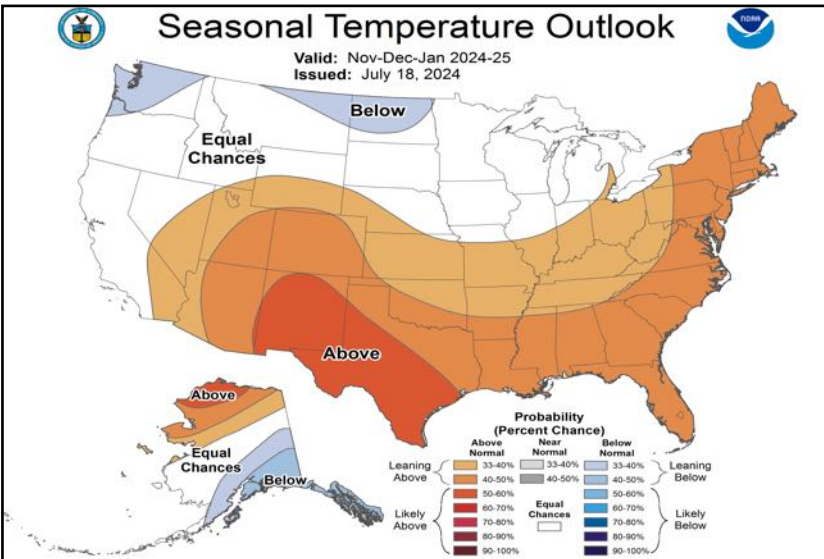 Seasonal Temperature Outlook
NOAA
Valid: Nov-Dec-Jan 2024-25
Issued: July 18, 2024
Below
Equal
Chances
Above
Above
Equal
Chances
Below
Probability
(Percent Chance)
Above
Normal
Near
Normal
Below
Normal
Leaning
Above
33-40%
33-40%
33-40%
Leaning
Below
40-50%
40-50%
40-50%
Likely
Above
50-60%
Equal
Chances
50-60%
Likely
Below
60-70%
60-70%
70-80%
70-80%
80-90%
80-90%
90-100%
90-100%